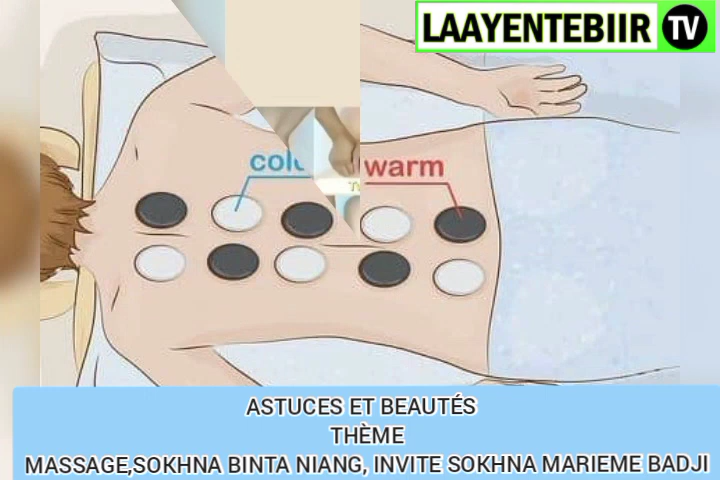 LAAYENTEBIIR TV
warm
ASTUCES ET BEAUTÉS
THÈME
MASSAGE,SOKHNA BINTA NIANG, INVITE SOKHNA MARIEME BADJI